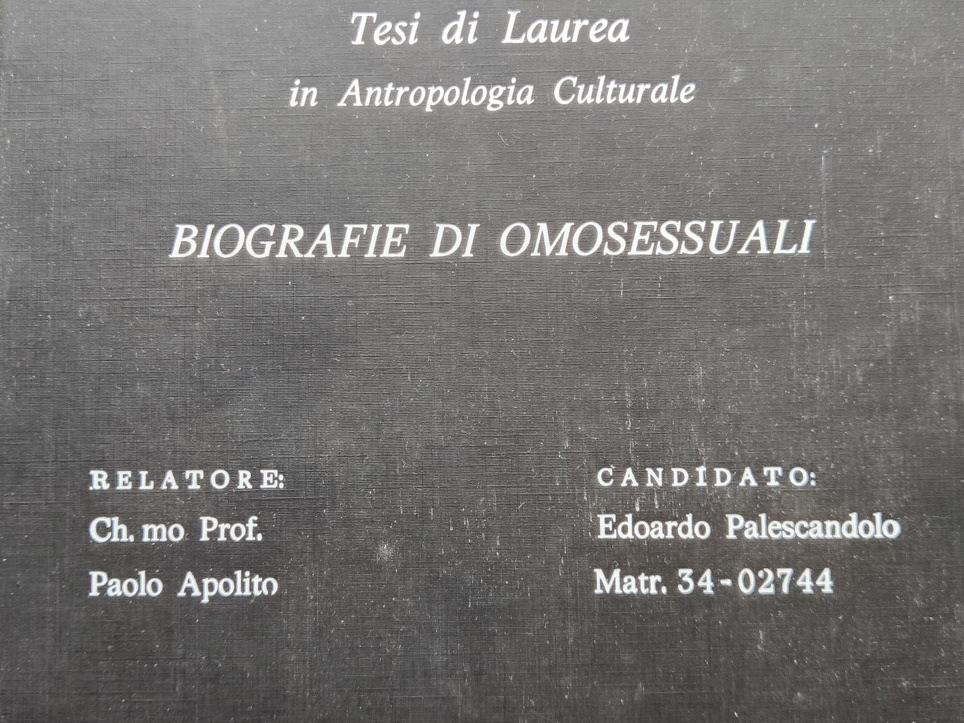 Tesi di Laurea
in Antropologia Culturale
BIOGRAFIE DI OMOSESSUALI
RELATORE:
Ch. mo Prof.
Paolo Apolito
CANDIDATO:
Edoardo Palescandolo
Matr. 34-02744